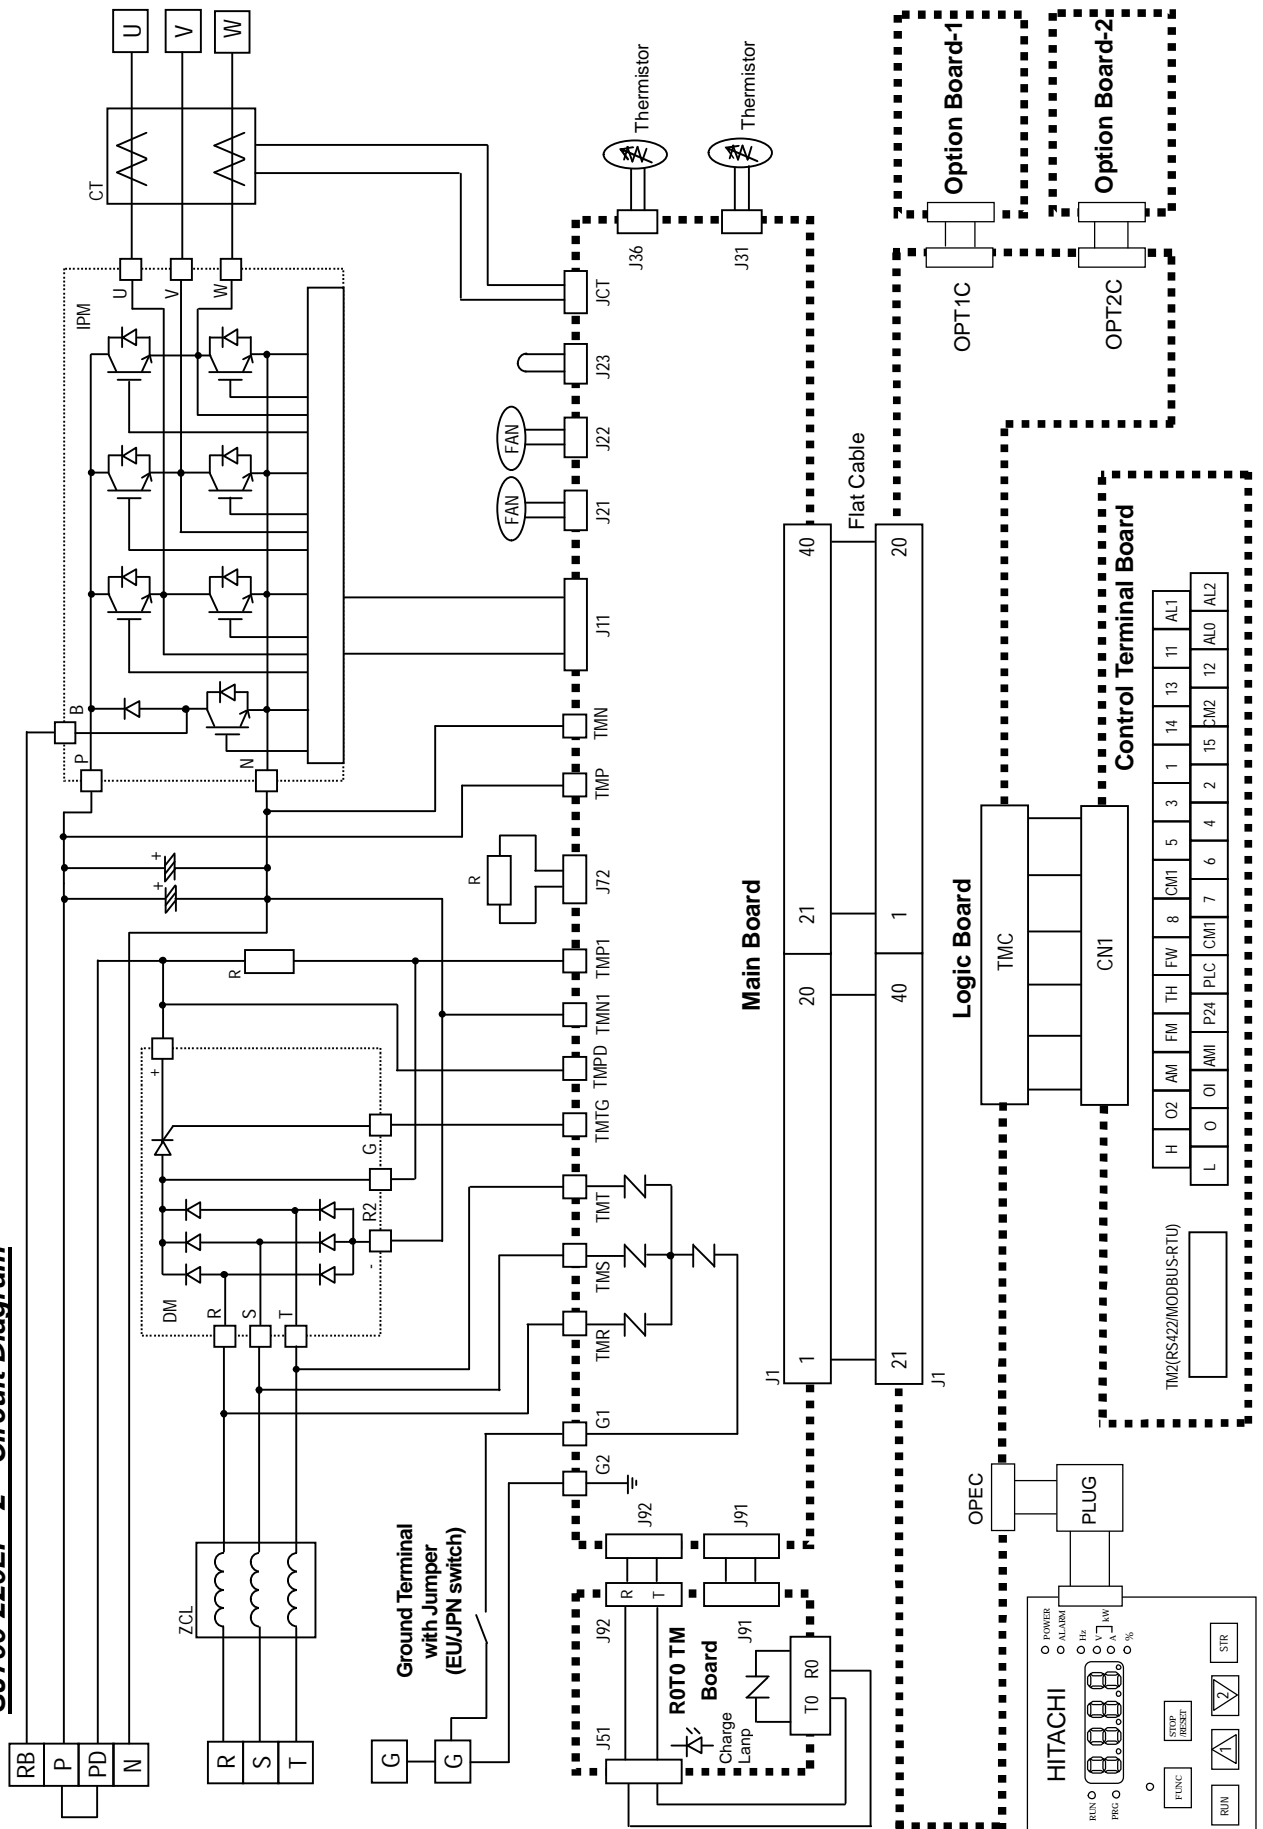 Circuit Diagram
RB
P
PD
N
R
S
T
G
G
ZCL
Ground Terminal
with Jumper
(EU/JPN switch)
DM
R
S
T
-
R2
G
+
R
+
+
P
N
B
IPM
U
V
W
CT
U
V
W
G2
G1
TMR
TMS
TMT
TMTG
TMPD
TMN1
TMP1
J72
R
TMP
TMN
J11
J21
FAN
J22
FAN
J23
JCT
J36
Thermistor
J31
Thermistor
J51
J92
R
T
J92
J91
J91
R0T0 TM
Board
Charge
Lanp
T0 R0
Main Board
J1
1
20
21
40
Flat Cable
21
40
1
20
J1
Logic Board
TMC
CN1
OPT1C
Option Board-1
OPT2C
Option Board-2
OPEC
PLUG
Control Terminal Board
H O2 AM FM TH FW 8 CM1 5 3 1 14 13 11 AL1
L O OI AMI P24 PLC CM1 7 6 4 2 15 CM2 12 AL0 AL2
TM2(RS422/MODBUS-RTU)
HITACHI
POWER
ALARM
Hz
V
kW
A
%
RUN
PRG
FUNC
STOP
/RESET
RUN
1
2
STR